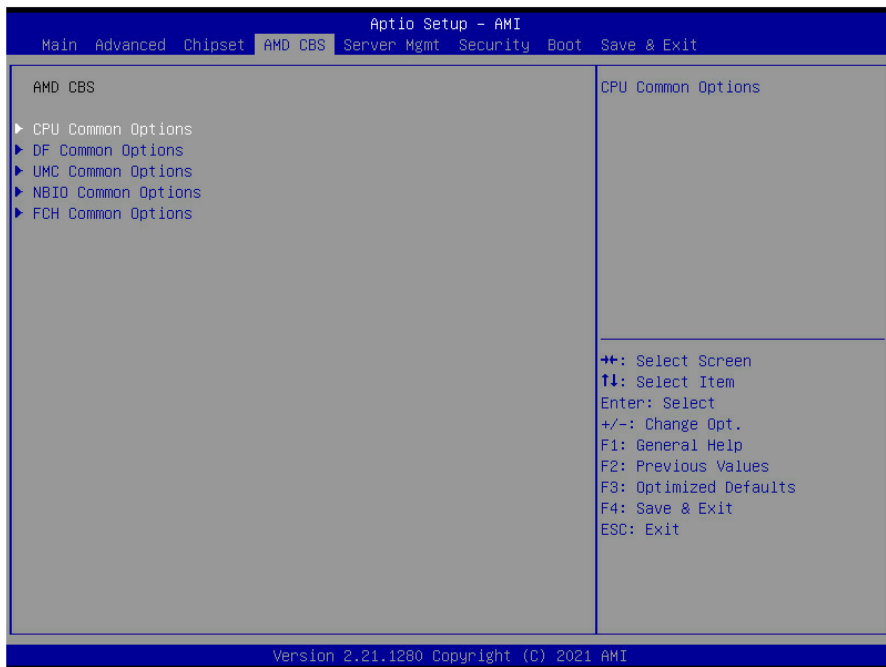 Aptio Setup – AMI
Main Advanced Chipset AMD CBS Server Mgmt Security Boot Save & Exit
AMD CBS
CPU Common Options
DF Common Options
UMC Common Options
NBIO Common Options
FCH Common Options
CPU Common Options
→←: Select Screen
↑↓: Select Item
Enter: Select
+/-: Change Opt.
F1: General Help
F2: Previous Values
F3: Optimized Defaults
F4: Save & Exit
ESC: Exit
Version 2.21.1280 Copyright (C) 2021 AMI